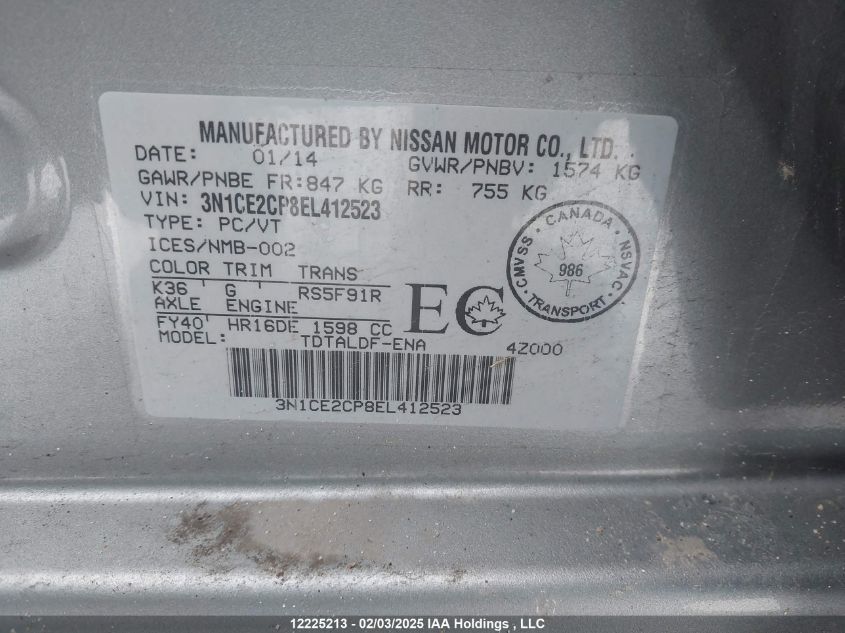 MANUFACTURED BY NISSAN MOTOR CO., LTD.
DATE: 01/14 GVWR/PNBV: 1574 KG
GAWR/PNBE FR: 847 KG RR: 755 KG
VIN: 3N1CE2CP8EL412523
TYPE: PC/VT
ICES/NMB-002
COLOR TRIM TRANS
K36 G RS5F91R
AXLE ENGINE
FY40 HR16DE 1598 CC
MODEL: TDTALDF-ENA 4Z000
EC
CANADA
CMVSS NSVAC
986
TRANSPORT
3N1CE2CP8EL412523
12225213 - 02/03/2025 IAA Holdings , LLC